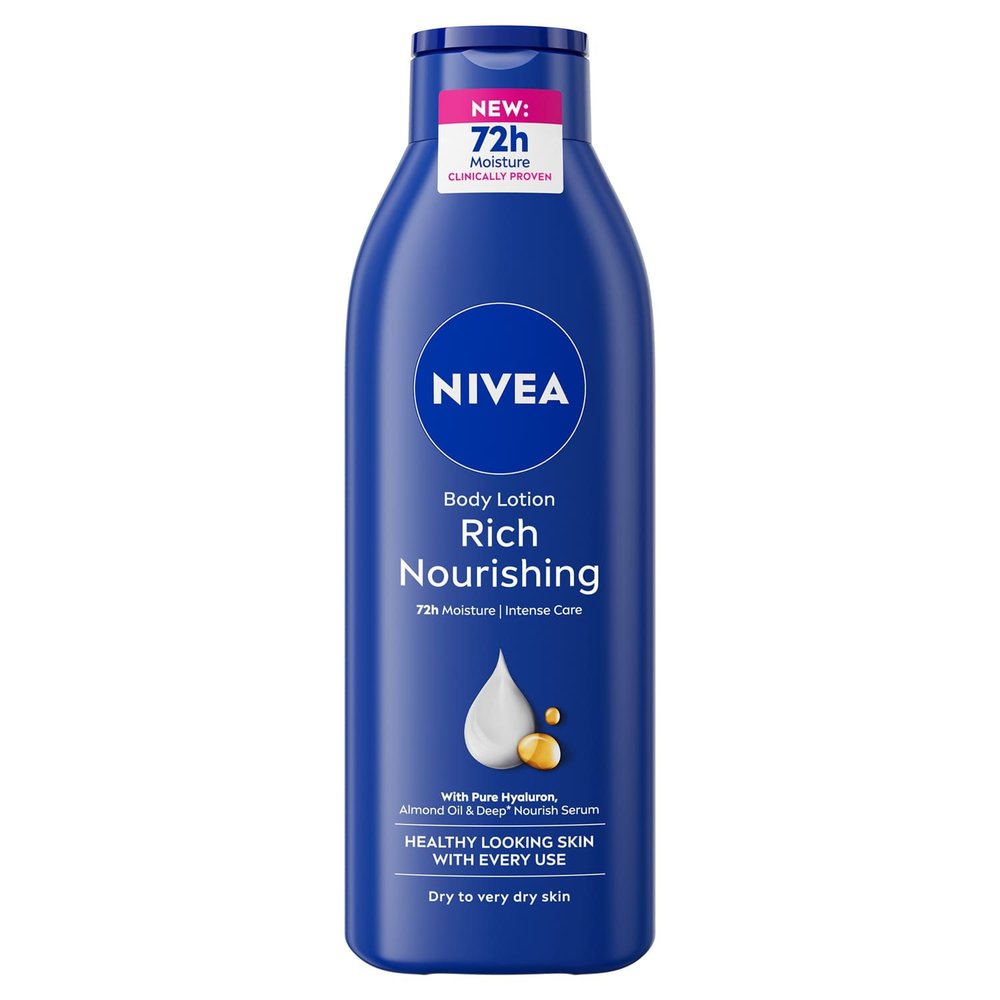 NEW:
72h
Moisture
CLINICALLY PROVEN
NIVEA
Body Lotion
Rich
Nourishing
72h Moisture | Intense Care
With Pure Hyaluron,
Almond Oil & Deep* Nourish Serum
HEALTHY LOOKING SKIN
WITH EVERY USE
Dry to very dry skin